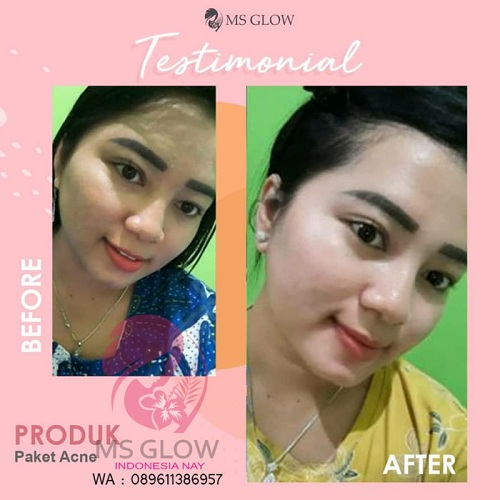 MS GLOW
Testimonial
BEFORE
AFTER
PRODUK
Paket Acne
MS GLOW
INDONESIA NAY
WA : 089611386957